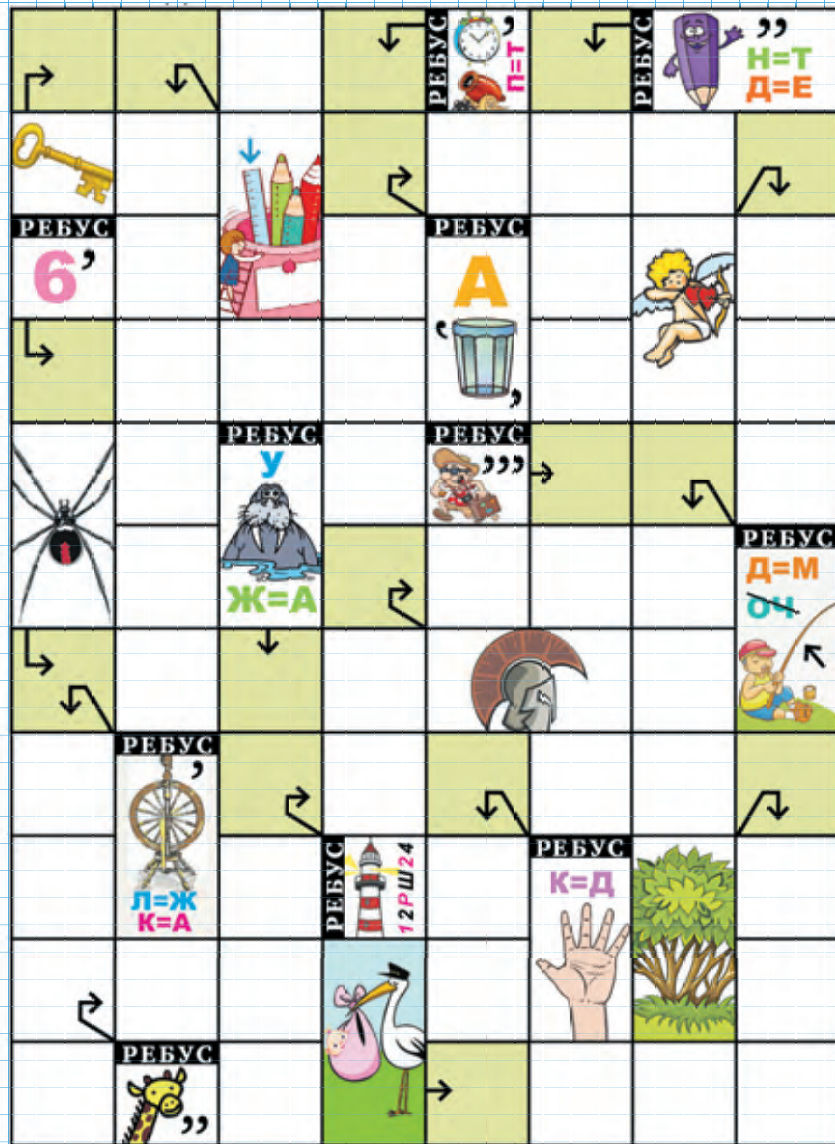 РЕБУС
’
П=Т
РЕБУС
’’
Н=Т
Д=Е
РЕБУС
6’
РЕБУС
А
‘
,
РЕБУС
У
Ж=А
РЕБУС
’’’
РЕБУС
Д=М
ОЧ
РЕБУС
’
Л=Ж
К=А
РЕБУС
12РШ24
РЕБУС
К=Д
РЕБУС
’’